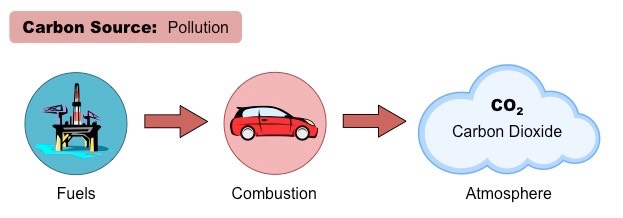 Carbon Source: Pollution
CO₂
Carbon Dioxide
Fuels
Combustion
Atmosphere